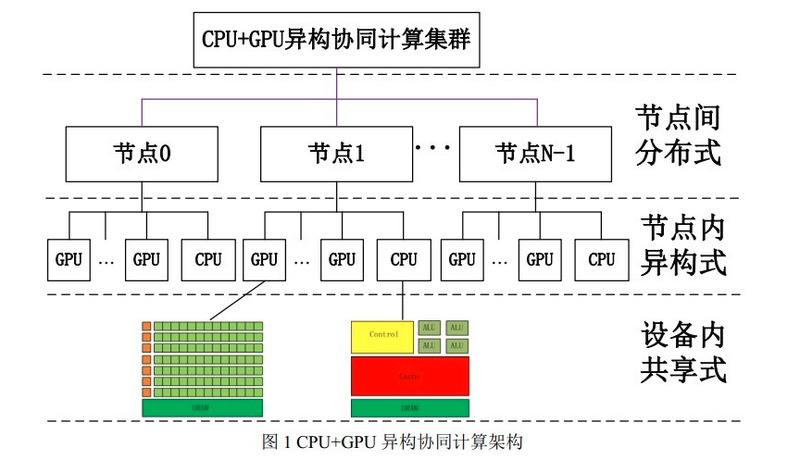 CPU+GPU异构协同计算集群
节点间
分布式
节点0
节点1
...
节点N-1
节点内
异构式
GPU
...
GPU
CPU
GPU
...
GPU
CPU
GPU
...
GPU
CPU
设备内
共享式
Control
ALU
ALU
ALU
ALU
Cache
DRAM
DRAM
图 1 CPU+GPU 异构协同计算架构